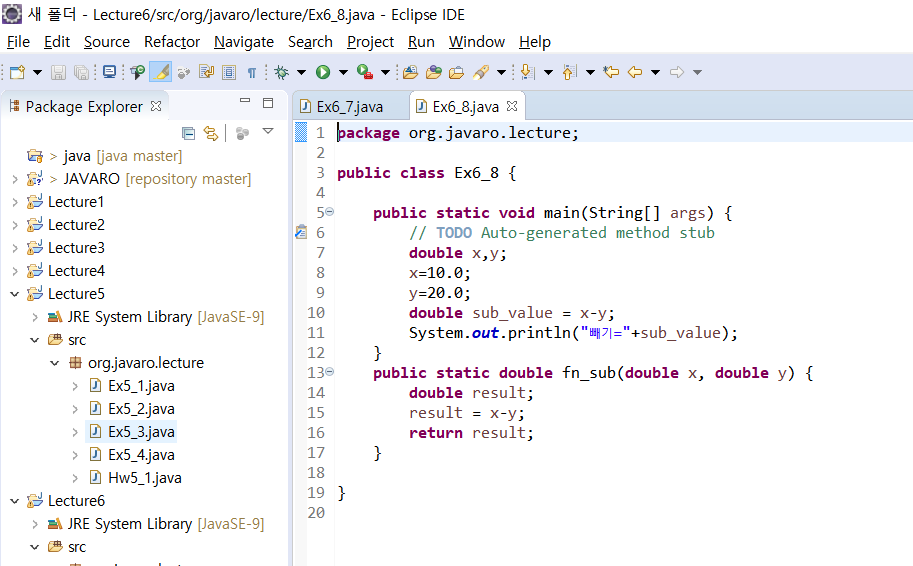 새 폴더 - Lecture6/src/org/javaro/lecture/Ex6_8.java - Eclipse IDE
File Edit Source Refactor Navigate Search Project Run Window Help
Package Explorer
> java [java master]
> JAVARO [repository master]
Lecture1
Lecture2
Lecture3
Lecture4
Lecture5
JRE System Library [JavaSE-9]
src
org.javaro.lecture
Ex5_1.java
Ex5_2.java
Ex5_3.java
Ex5_4.java
Hw5_1.java
Lecture6
JRE System Library [JavaSE-9]
src
Ex6_7.java Ex6_8.java
1 package org.javaro.lecture;
2
3 public class Ex6_8 {
4
5 public static void main(String[] args) {
6 // TODO Auto-generated method stub
7 double x,y;
8 x=10.0;
9 y=20.0;
10 double sub_value = x-y;
11 System.out.println("빼기="+sub_value);
12 }
13 public static double fn_sub(double x, double y) {
14 double result;
15 result = x-y;
16 return result;
17 }
18
19 }
20